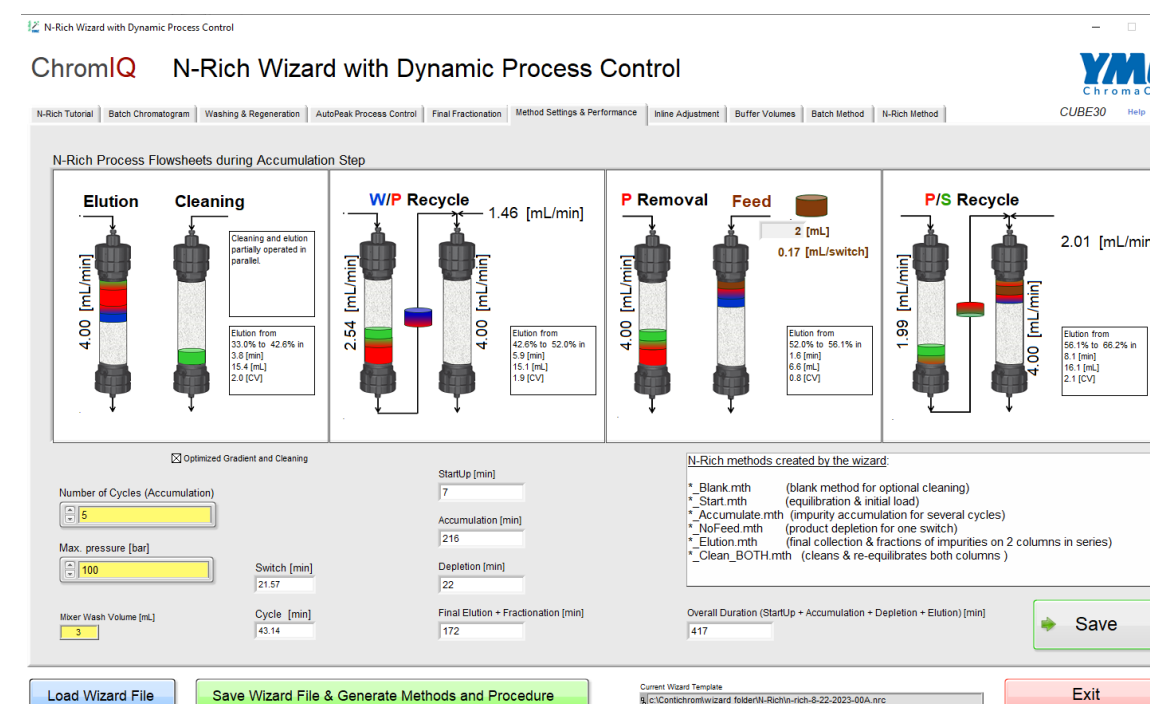 N-Rich Wizard with Dynamic Process Control
ChromIQ N-Rich Wizard with Dynamic Process Control
N-Rich Tutorial Batch Chromatogram Washing & Regeneration AutoPeak Process Control Final Fractionation Method Settings & Performance Inline Adjustment Buffer Volumes Batch Method N-Rich Method CUBE30 Help
N-Rich Process Flowsheets during Accumulation Step
Elution Cleaning
4.00 [mL/min]
Cleaning and elution
partially operated in
parallel.
Elution from
33.0% to 42.6% in
3.8 [min]
15.4 [mL]
2.0 [CV]
W/P Recycle
1.46 [mL/min]
2.54 [mL/min]
4.00 [mL/min]
Elution from
42.6% to 52.0% in
5.9 [min]
15.1 [mL]
1.9 [CV]
P Removal Feed
2 [mL]
0.17 [mL/switch]
4.00 [mL/min]
Elution from
52.0% to 56.1% in
1.6 [min]
6.6 [mL]
0.8 [CV]
P/S Recycle
2.01 [mL/min
1.99 [mL/min]
4.00 [mL/min]
Elution from
56.1% to 66.2% in
8.1 [min]
16.1 [mL]
2.1 [CV]
Optimized Gradient and Cleaning
Number of Cycles (Accumulation)
5
Max. pressure [bar]
100
Mixer Wash Volume [mL]
3
Switch [min]
21.57
Cycle [min]
43.14
StartUp [min]
7
Accumulation [min]
216
Depletion [min]
22
Final Elution + Fractionation [min]
172
N-Rich methods created by the wizard:
*_Blank.mth (blank method for optional cleaning)
*_Start.mth (equilibration & initial load)
*_Accumulate.mth (impurity accumulation for several cycles)
*_NoFeed.mth (product depletion for one switch)
*_Elution.mth (final collection & fractions of impurities on 2 columns in series)
*_Clean_BOTH.mth (cleans & re-equilibrates both columns )
Overall Duration (StartUp + Accumulation + Depletion + Elution) [min]
417
Save
Load Wizard File
Save Wizard File & Generate Methods and Procedure
Current Wizard Template
c:\Contichrom\wizard folder\N-Rich\n-rich-8-22-2023-00A.nrc
Exit